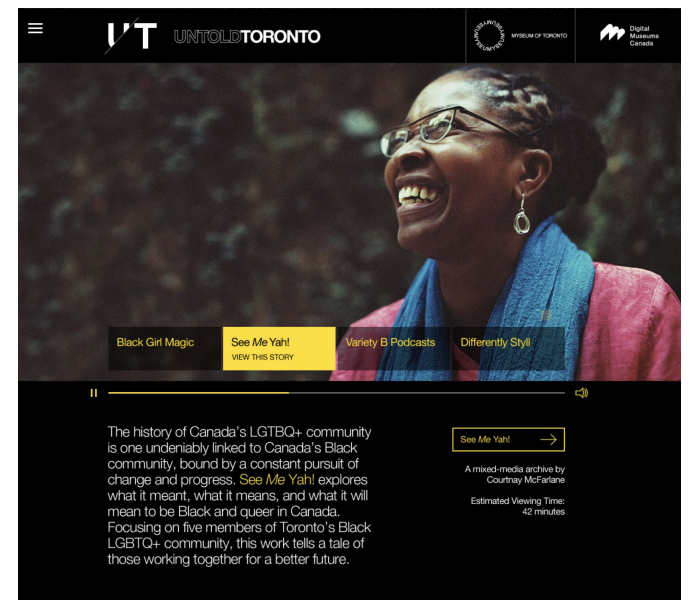 UT UNTOLDTORONTO
MYSEUM OF TORONTO
Digital
Museums
Canada
Black Girl Magic
See Me Yah!
VIEW THIS STORY
Variety B Podcasts
Differently Styll
The history of Canada's LGTBQ+ community
is one undeniably linked to Canada's Black
community, bound by a constant pursuit of
change and progress. See Me Yah! explores
what it meant, what it means, and what it will
mean to be Black and queer in Canada.
Focusing on five members of Toronto's Black
LGBTQ+ community, this work tells a tale of
those working together for a better future.
See Me Yah!
A mixed-media archive by
Courtnay McFarlane
Estimated Viewing Time:
42 minutes